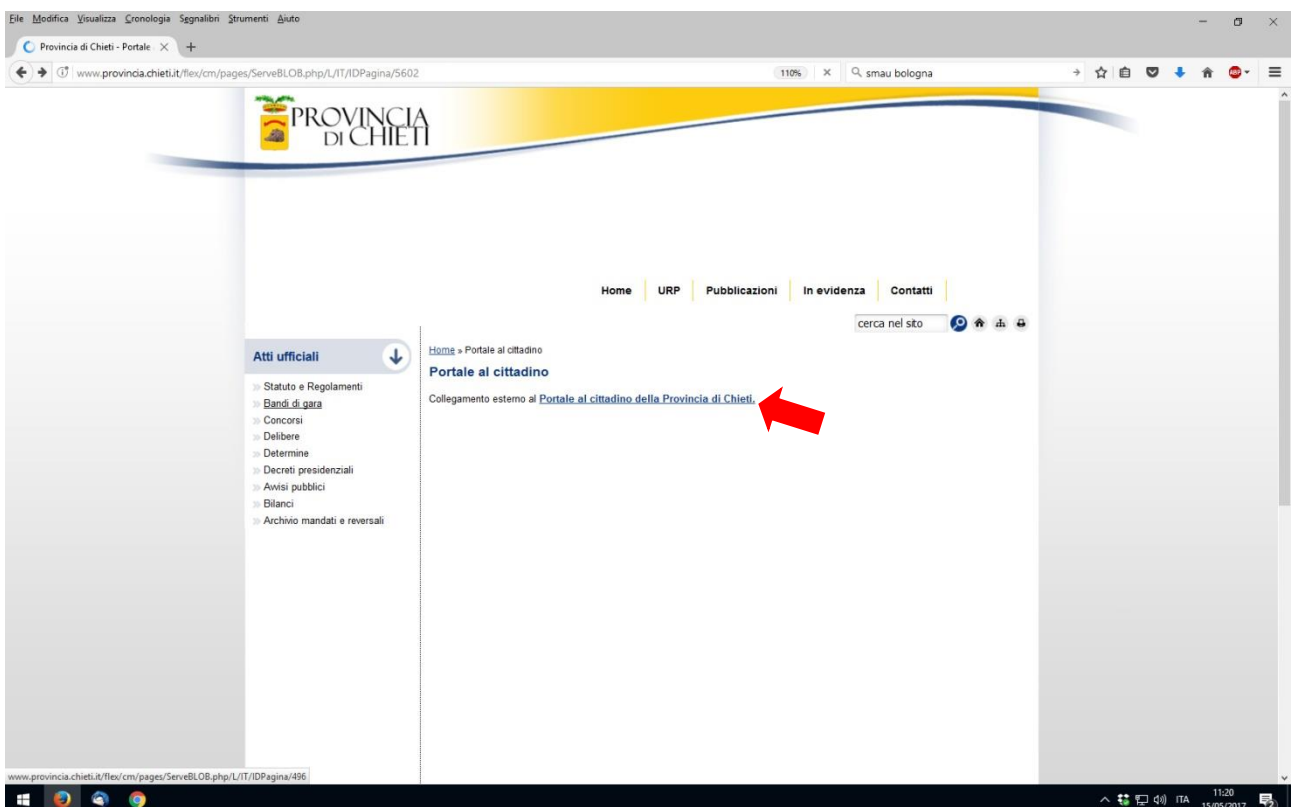 File Modifica Visualizza Cronologia Segnalibri Strumenti Aiuto
Provincia di Chieti - Portale
www.provincia.chieti.it/flex/cm/pages/ServeBLOB.php/L/IT/IDPagina/5602
110%
smau bologna
ABP
PROVINCIA
DI CHIETI
Home URP Pubblicazioni In evidenza Contatti
cerca nel sito
Atti ufficiali
Statuto e Regolamenti
Bandi di gara
Concorsi
Delibere
Determine
Decreti presidenziali
Avvisi pubblici
Bilanci
Archivio mandati e reversali
Home » Portale al cittadino
Portale al cittadino
Collegamento esterno al Portale al cittadino della Provincia di Chieti.
www.provincia.chieti.it/flex/cm/pages/ServeBLOB.php/L/IT/IDPagina/496
ITA
11:20
15/05/2017